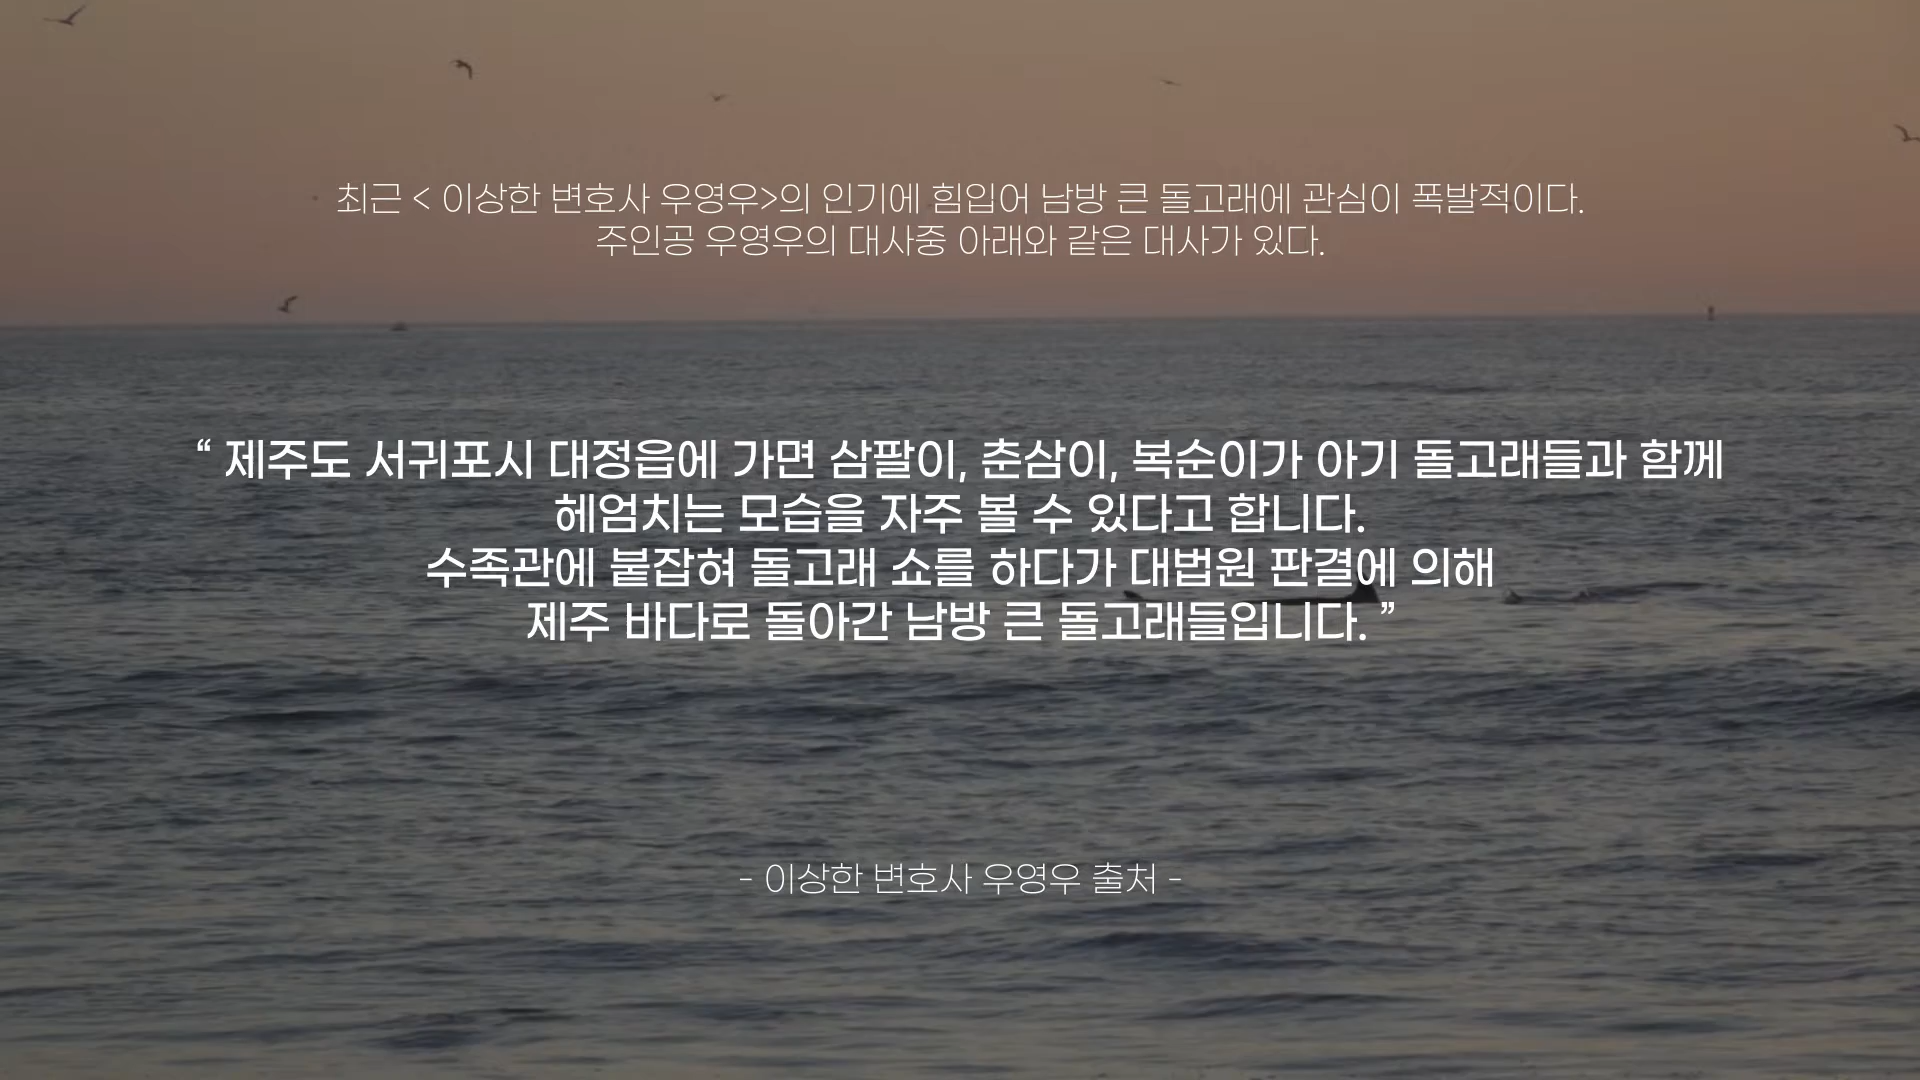 최근 < 이상한 변호사 우영우>의 인기에 힘입어 남방 큰 돌고래에 관심이 폭발적이다.
주인공 우영우의 대사중 아래와 같은 대사가 있다.
“ 제주도 서귀포시 대정읍에 가면 삼팔이, 춘삼이, 복순이가 아기 돌고래들과 함께
헤엄치는 모습을 자주 볼 수 있다고 합니다.
수족관에 붙잡혀 돌고래 쇼를 하다가 대법원 판결에 의해
제주 바다로 돌아간 남방 큰 돌고래들입니다. ”
- 이상한 변호사 우영우 출처 -